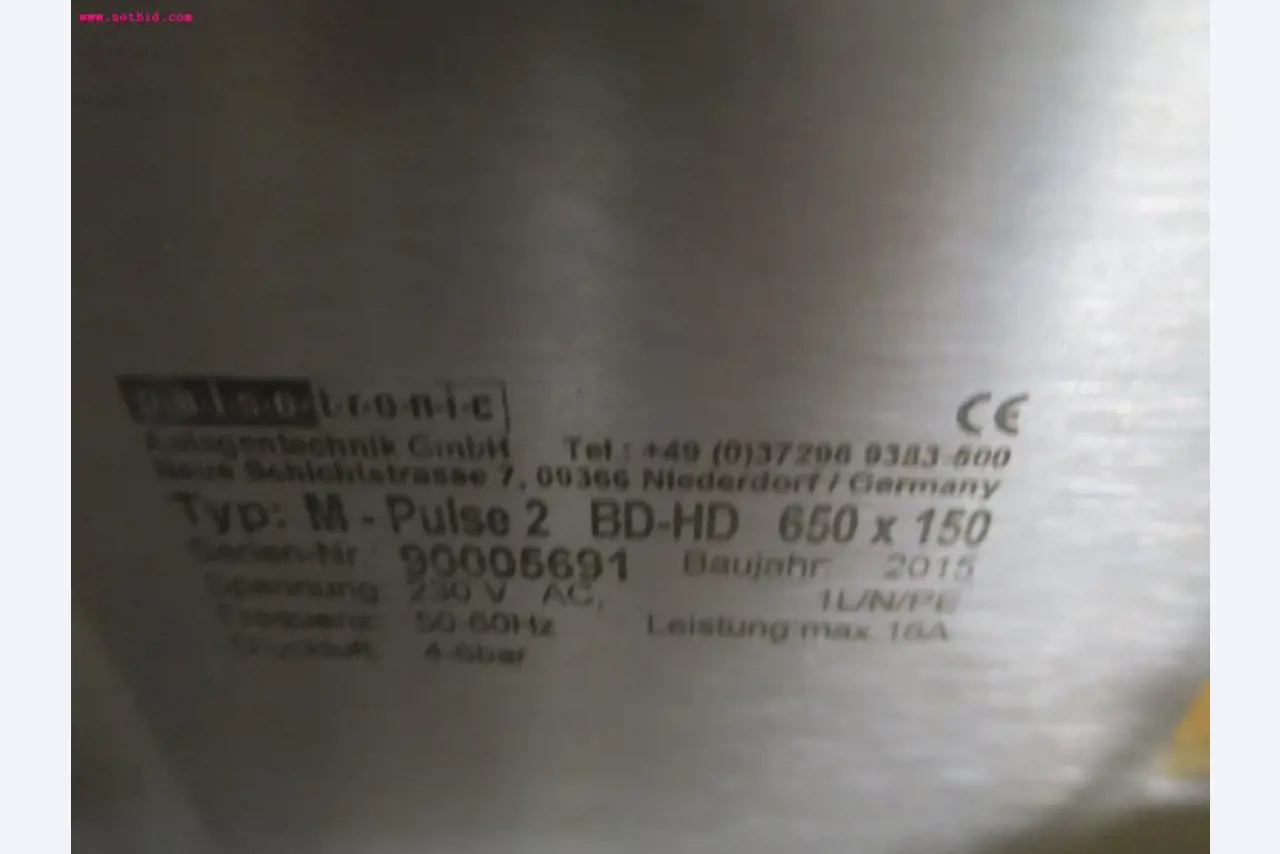 www.netbid.com
pulsotronic
CE
Anlagentechnik GmbH Tel.: +49 (0)37296 9383-500
Neue Schichtstrasse 7, 09366 Niederdorf / Germany
Typ: M - Pulse 2 BD-HD 650 x 150
Serien-Nr 90005691 Baujahr: 2015
Spannung 230 V AC, 1L/N/PE
Frequenz: 50-60Hz Leistung max 16A
Druckluft: 4-6bar